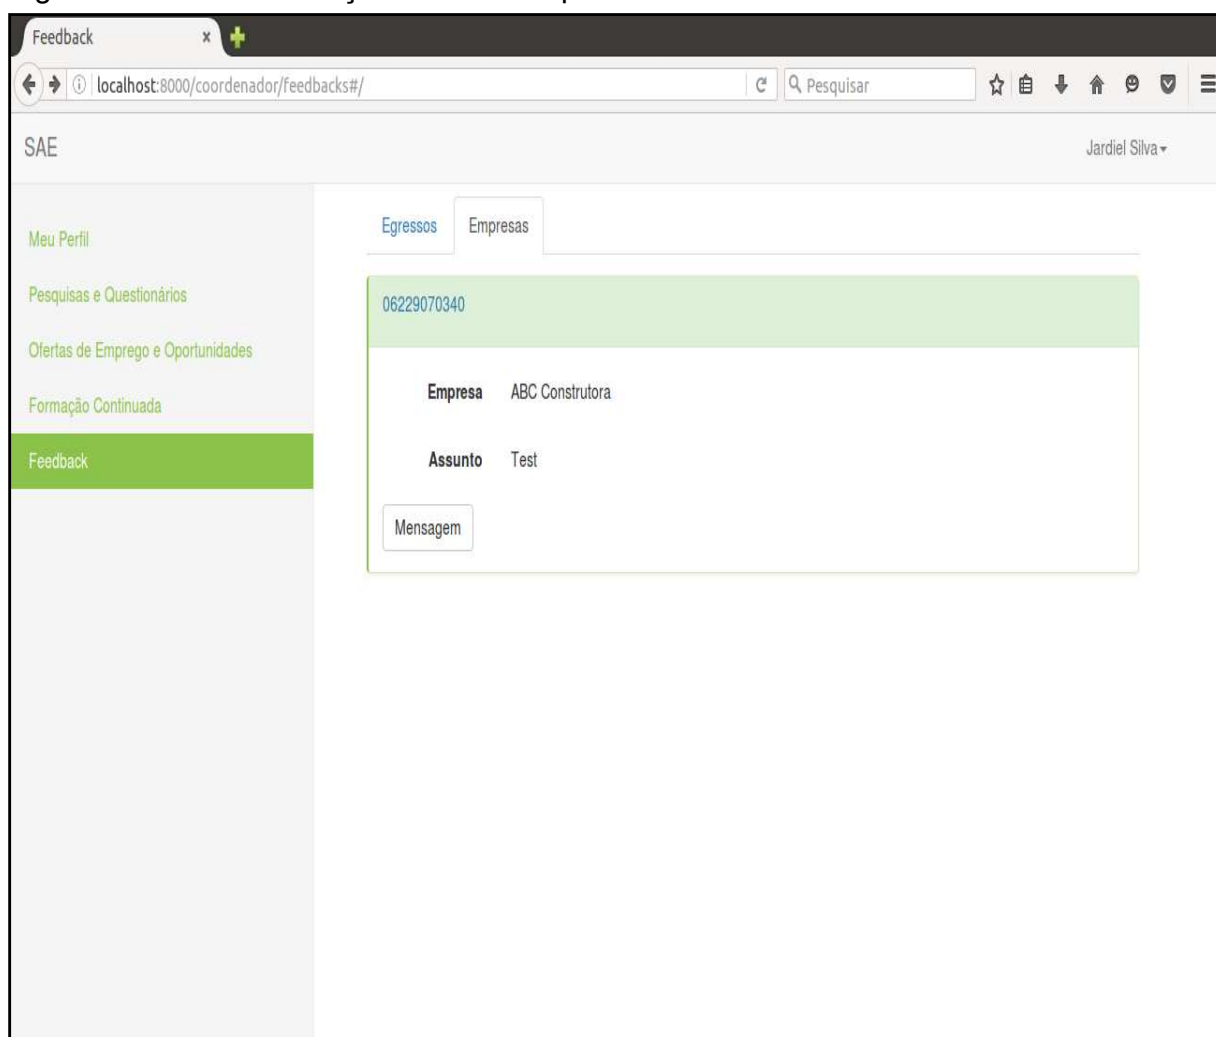 Feedback
localhost:8000/coordenador/feedbacks#/
Pesquisar
SAE
Jardiel Silva
Meu Perfil
Pesquisas e Questionários
Ofertas de Emprego e Oportunidades
Formação Continuada
Feedback
Egressos Empresas
06229070340
Empresa ABC Construtora
Assunto Test
Mensagem